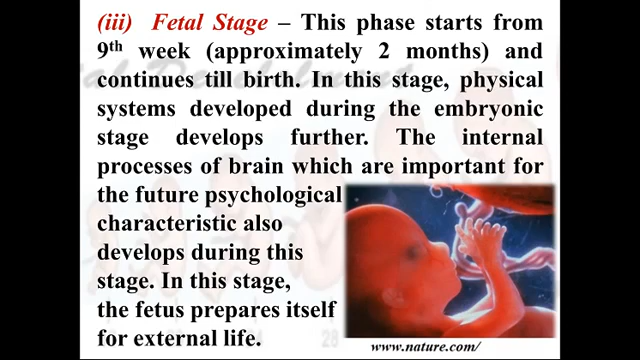 (iii) Fetal Stage – This phase starts from
9th week (approximately 2 months) and
continues till birth. In this stage, physical
systems developed during the embryonic
stage develops further. The internal
processes of brain which are important for
the future psychological
characteristic also
develops during this
stage. In this stage,
the fetus prepares itself
for external life.
www.nature.com/
28